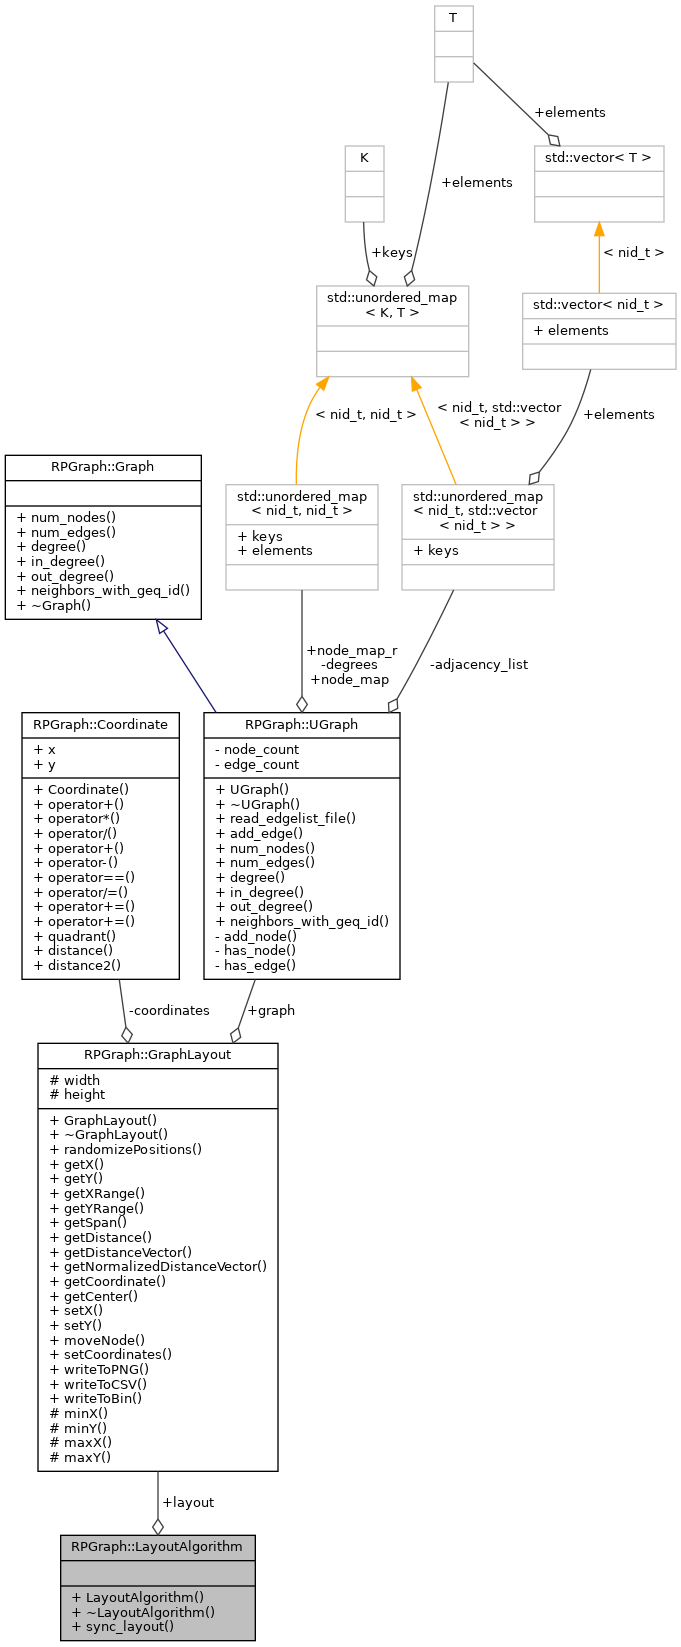 T
+elements
K
std::vector< T >
+elements
+keys
< nid_t >
std::unordered_map
< K, T >
std::vector< nid_t >
+ elements
< nid_t, nid_t >
< nid_t, std::vector
< nid_t > >
+elements
RPGraph::Graph
+ num_nodes()
+ num_edges()
+ degree()
+ in_degree()
+ out_degree()
+ neighbors_with_geq_id()
+ ~Graph()
std::unordered_map
< nid_t, nid_t >
+ keys
+ elements
std::unordered_map
< nid_t, std::vector
< nid_t > >
+ keys
+node_map_r
-degrees
+node_map
-adjacency_list
RPGraph::Coordinate
+ x
+ y
+ Coordinate()
+ operator+()
+ operator*()
+ operator/()
+ operator+()
+ operator-()
+ operator==()
+ operator/=()
+ operator+=()
+ operator+=()
+ quadrant()
+ distance()
+ distance2()
RPGraph::UGraph
- node_count
- edge_count
+ UGraph()
+ ~UGraph()
+ read_edgelist_file()
+ add_edge()
+ num_nodes()
+ num_edges()
+ degree()
+ in_degree()
+ out_degree()
+ neighbors_with_geq_id()
- add_node()
- has_node()
- has_edge()
-coordinates
+graph
RPGraph::GraphLayout
# width
# height
+ GraphLayout()
+ ~GraphLayout()
+ randomizePositions()
+ getX()
+ getY()
+ getXRange()
+ getYRange()
+ getSpan()
+ getDistance()
+ getDistanceVector()
+ getNormalizedDistanceVector()
+ getCoordinate()
+ getCenter()
+ setX()
+ setY()
+ moveNode()
+ setCoordinates()
+ writeToPNG()
+ writeToCSV()
+ writeToBin()
# minX()
# minY()
# maxX()
# maxY()
+layout
RPGraph::LayoutAlgorithm
+ LayoutAlgorithm()
+ ~LayoutAlgorithm()
+ sync_layout()